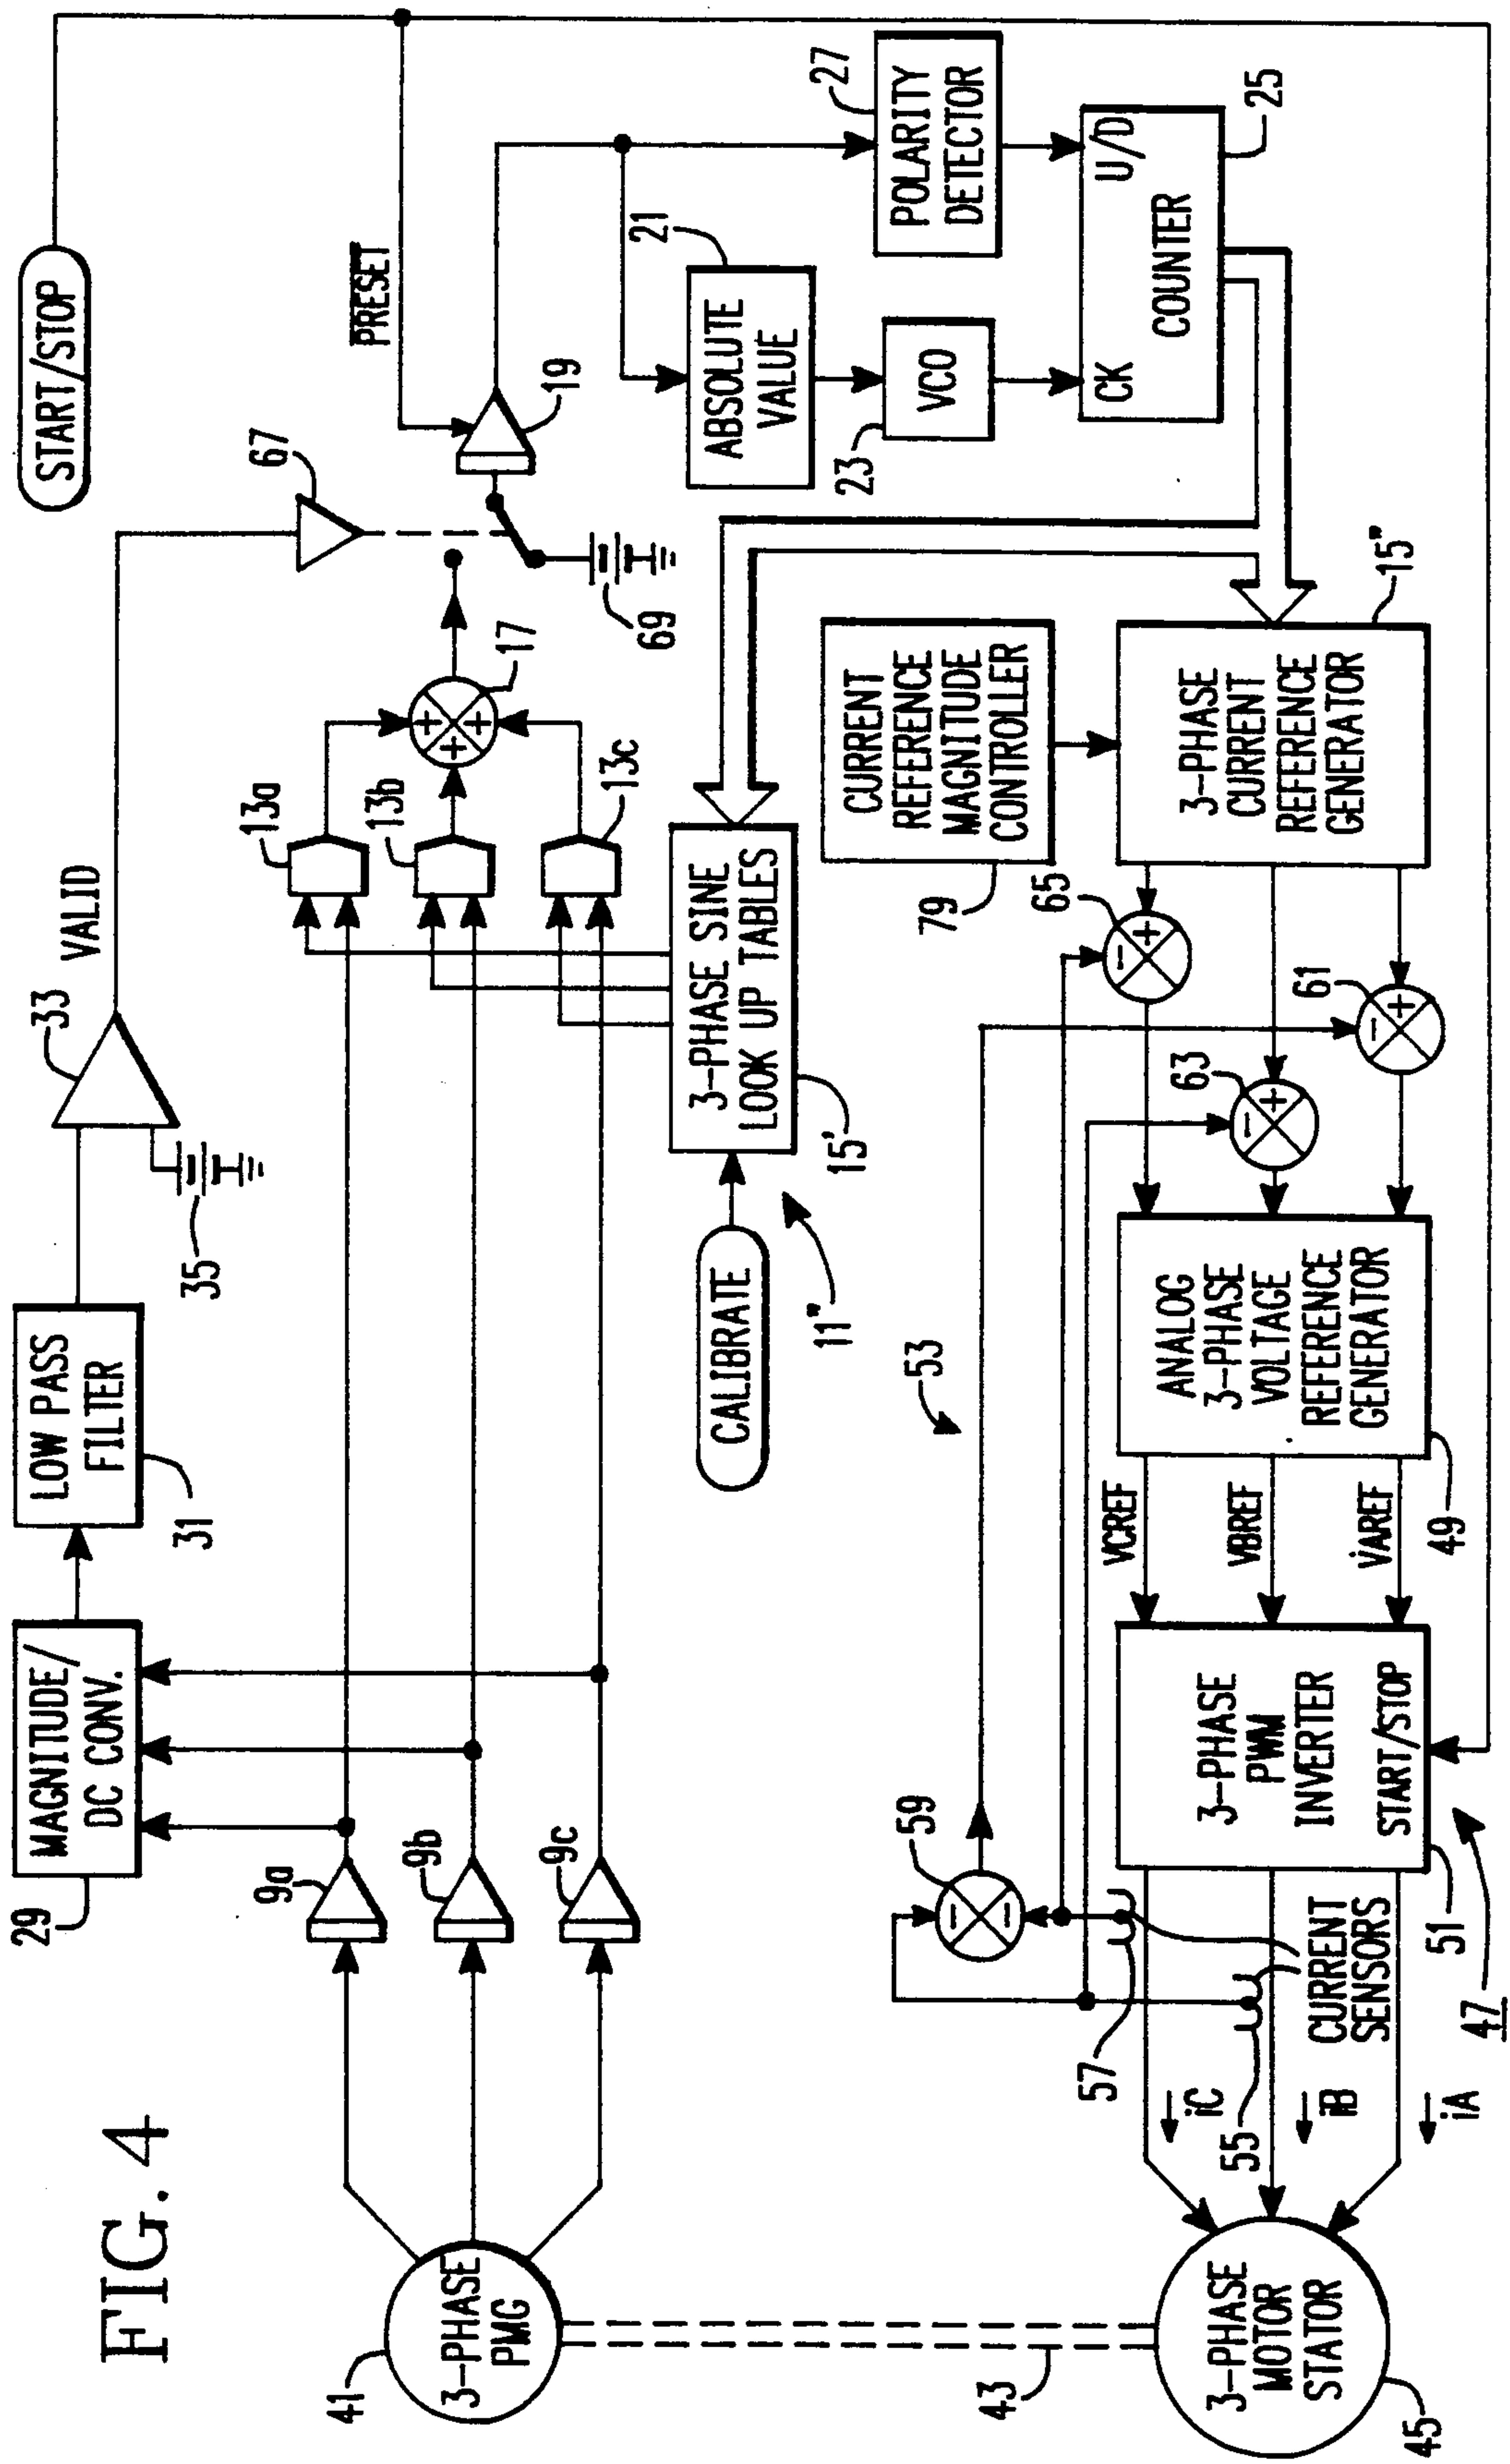 FIG. 4
START/STOP
MAGNITUDE/
DC CONV.
29
LOW PASS
FILTER
31
33
35
VALID
67
PRESET
19
69
17
13a
13b
13c
9a
9b
9c
3-PHASE
PMG
41
3-PHASE SINE
LOOK UP TABLES
15'
CALIBRATE
11"
ABSOLUTE
VALUE
21
VCO
23
POLARITY
DETECTOR
27
CK
U/D
COUNTER
25
CURRENT
REFERENCE
MAGNITUDE
CONTROLLER
79
3-PHASE
CURRENT
REFERENCE
GENERATOR
15"
65
63
61
53
ANALOG
3-PHASE
VOLTAGE
REFERENCE
GENERATOR
49
VCREF
VBREF
VAREF
3-PHASE
PWM
INVERTER
START/STOP
51
47
59
57
55
CURRENT
SENSORS
iC
iB
iA
43
3-PHASE
MOTOR
STATOR
45
+
+
+
+
-
+
-
+
-
-
-